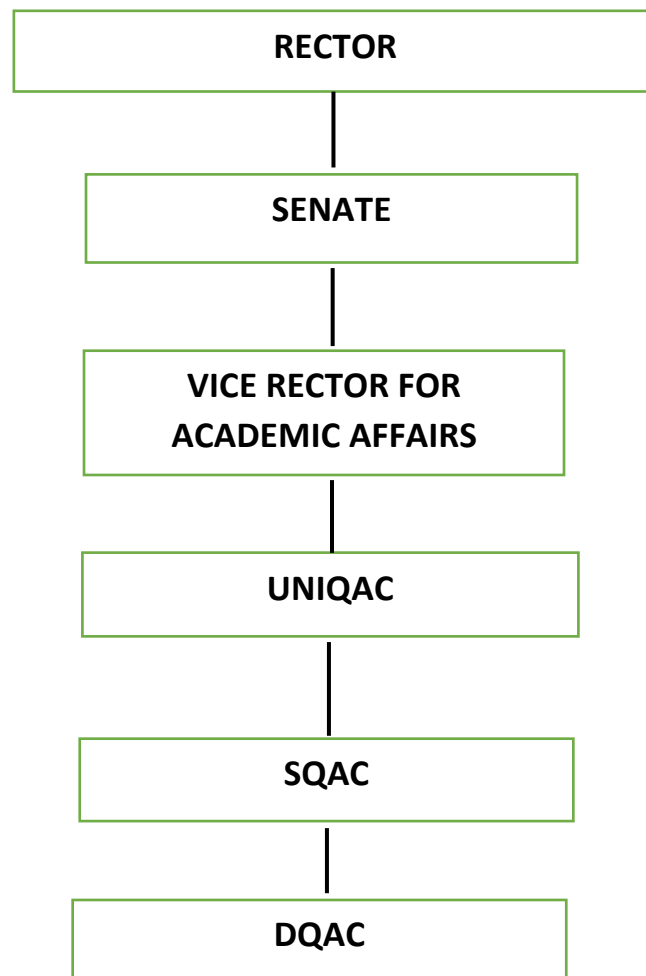 RECTOR
SENATE
VICE RECTOR FOR
ACADEMIC AFFAIRS
UNIQAC
SQAC
DQAC